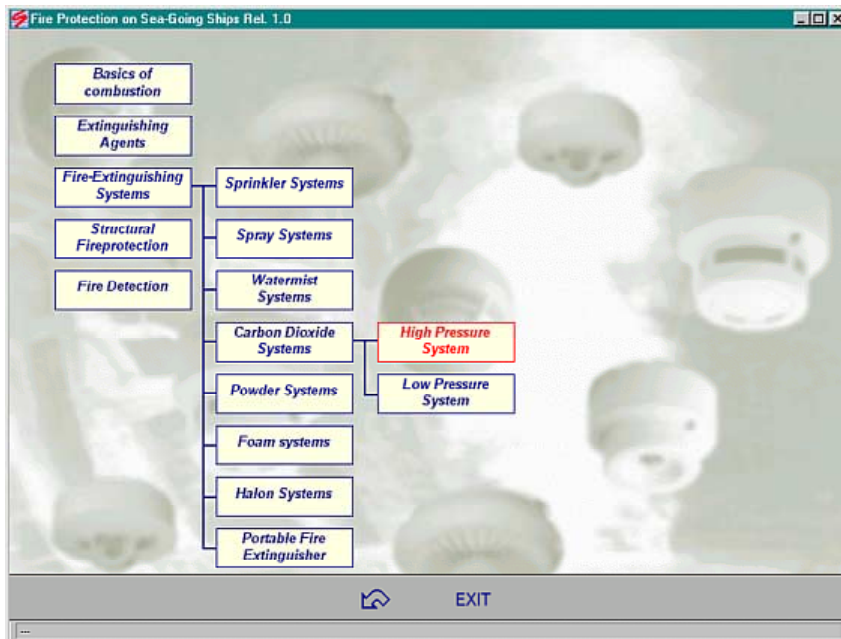 Fire Protection on Sea-Going Ships Rel. 1.0
Basics of
combustion
Extinguishing
Agents
Fire-Extinguishing
Systems
Structural
Fireprotection
Fire Detection
Sprinkler Systems
Spray Systems
Watermist
Systems
Carbon Dioxide
Systems
Powder Systems
Foam systems
Halon Systems
Portable Fire
Extinguisher
High Pressure
System
Low Pressure
System
EXIT
---